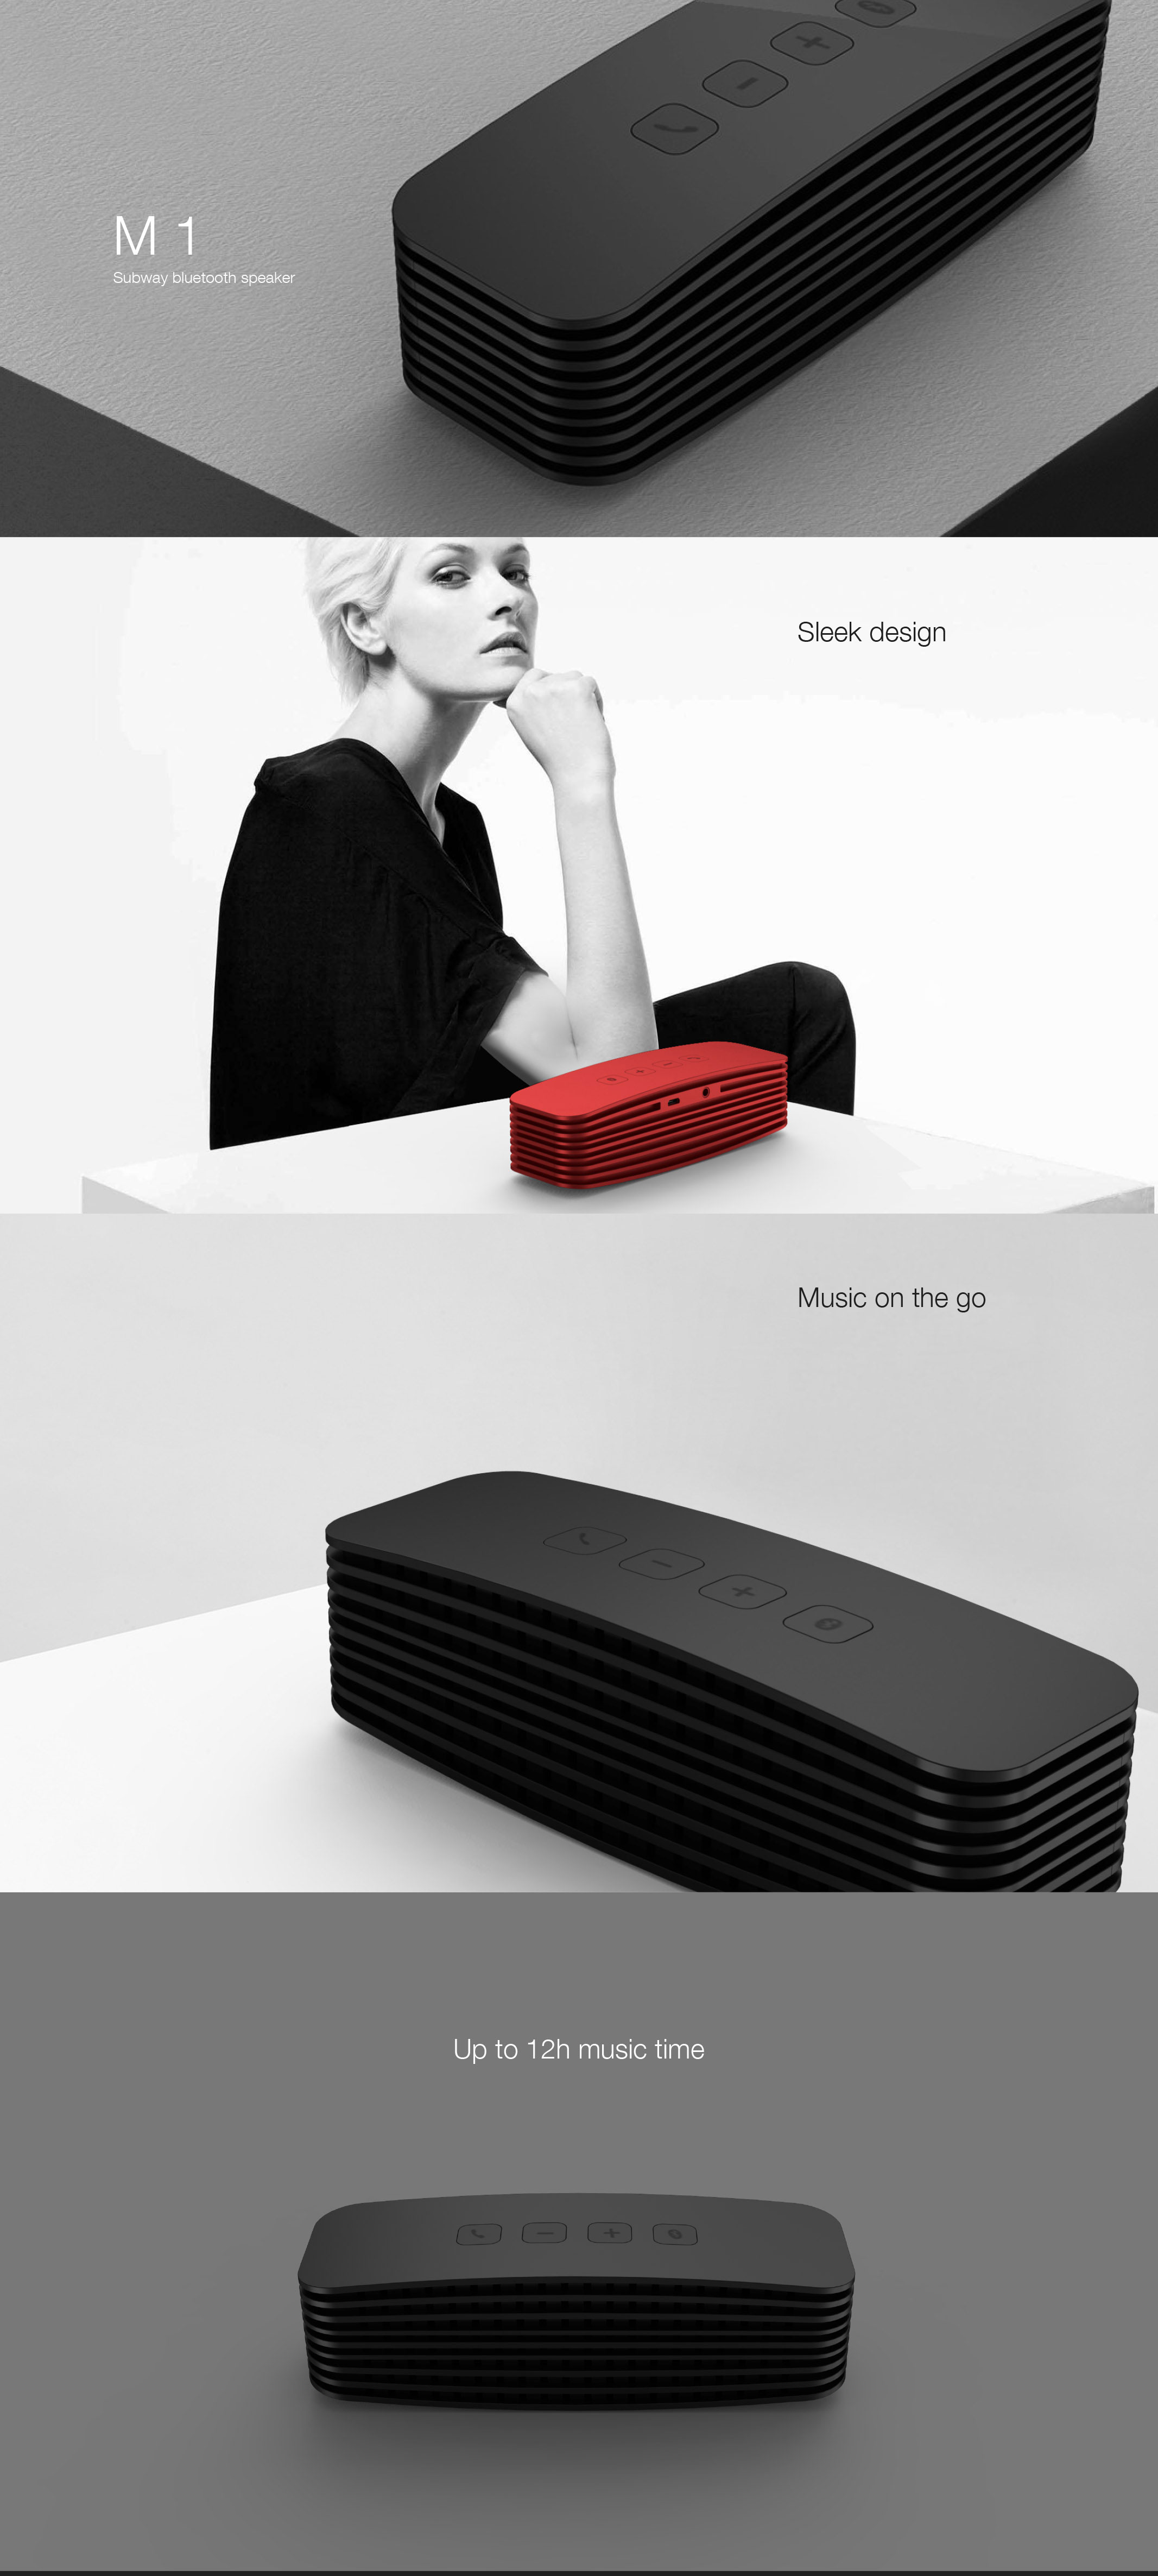 M 1
Subway bluetooth speaker
Sleek design
Music on the go
Up to 12h music time